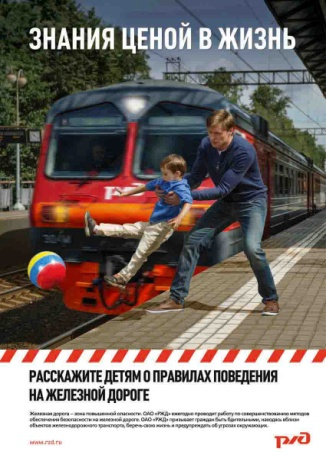 ЗНАНИЯ ЦЕНОЙ В ЖИЗНЬ
РАССКАЖИТЕ ДЕТЯМ О ПРАВИЛАХ ПОВЕДЕНИЯ
НА ЖЕЛЕЗНОЙ ДОРОГЕ
Железная дорога – зона повышенной опасности. ОАО «РЖД» ежегодно проводит работу по совершенствованию методов
обеспечения безопасности на железной дороге. ОАО «РЖД» призывает граждан быть бдительными, находясь вблизи
объектов железнодорожного транспорта, беречь свою жизнь и предупреждать об угрозах окружающих.
www.rzd.ru
РЖД